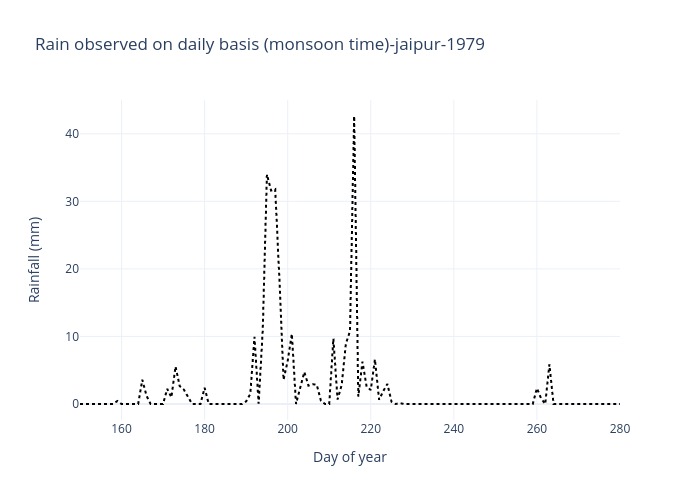 Rain observed on daily basis (monsoon time)-jaipur-1979
40
30
20
10
0
Rainfall (mm)
160 180 200 220 240 260 280
Day of year